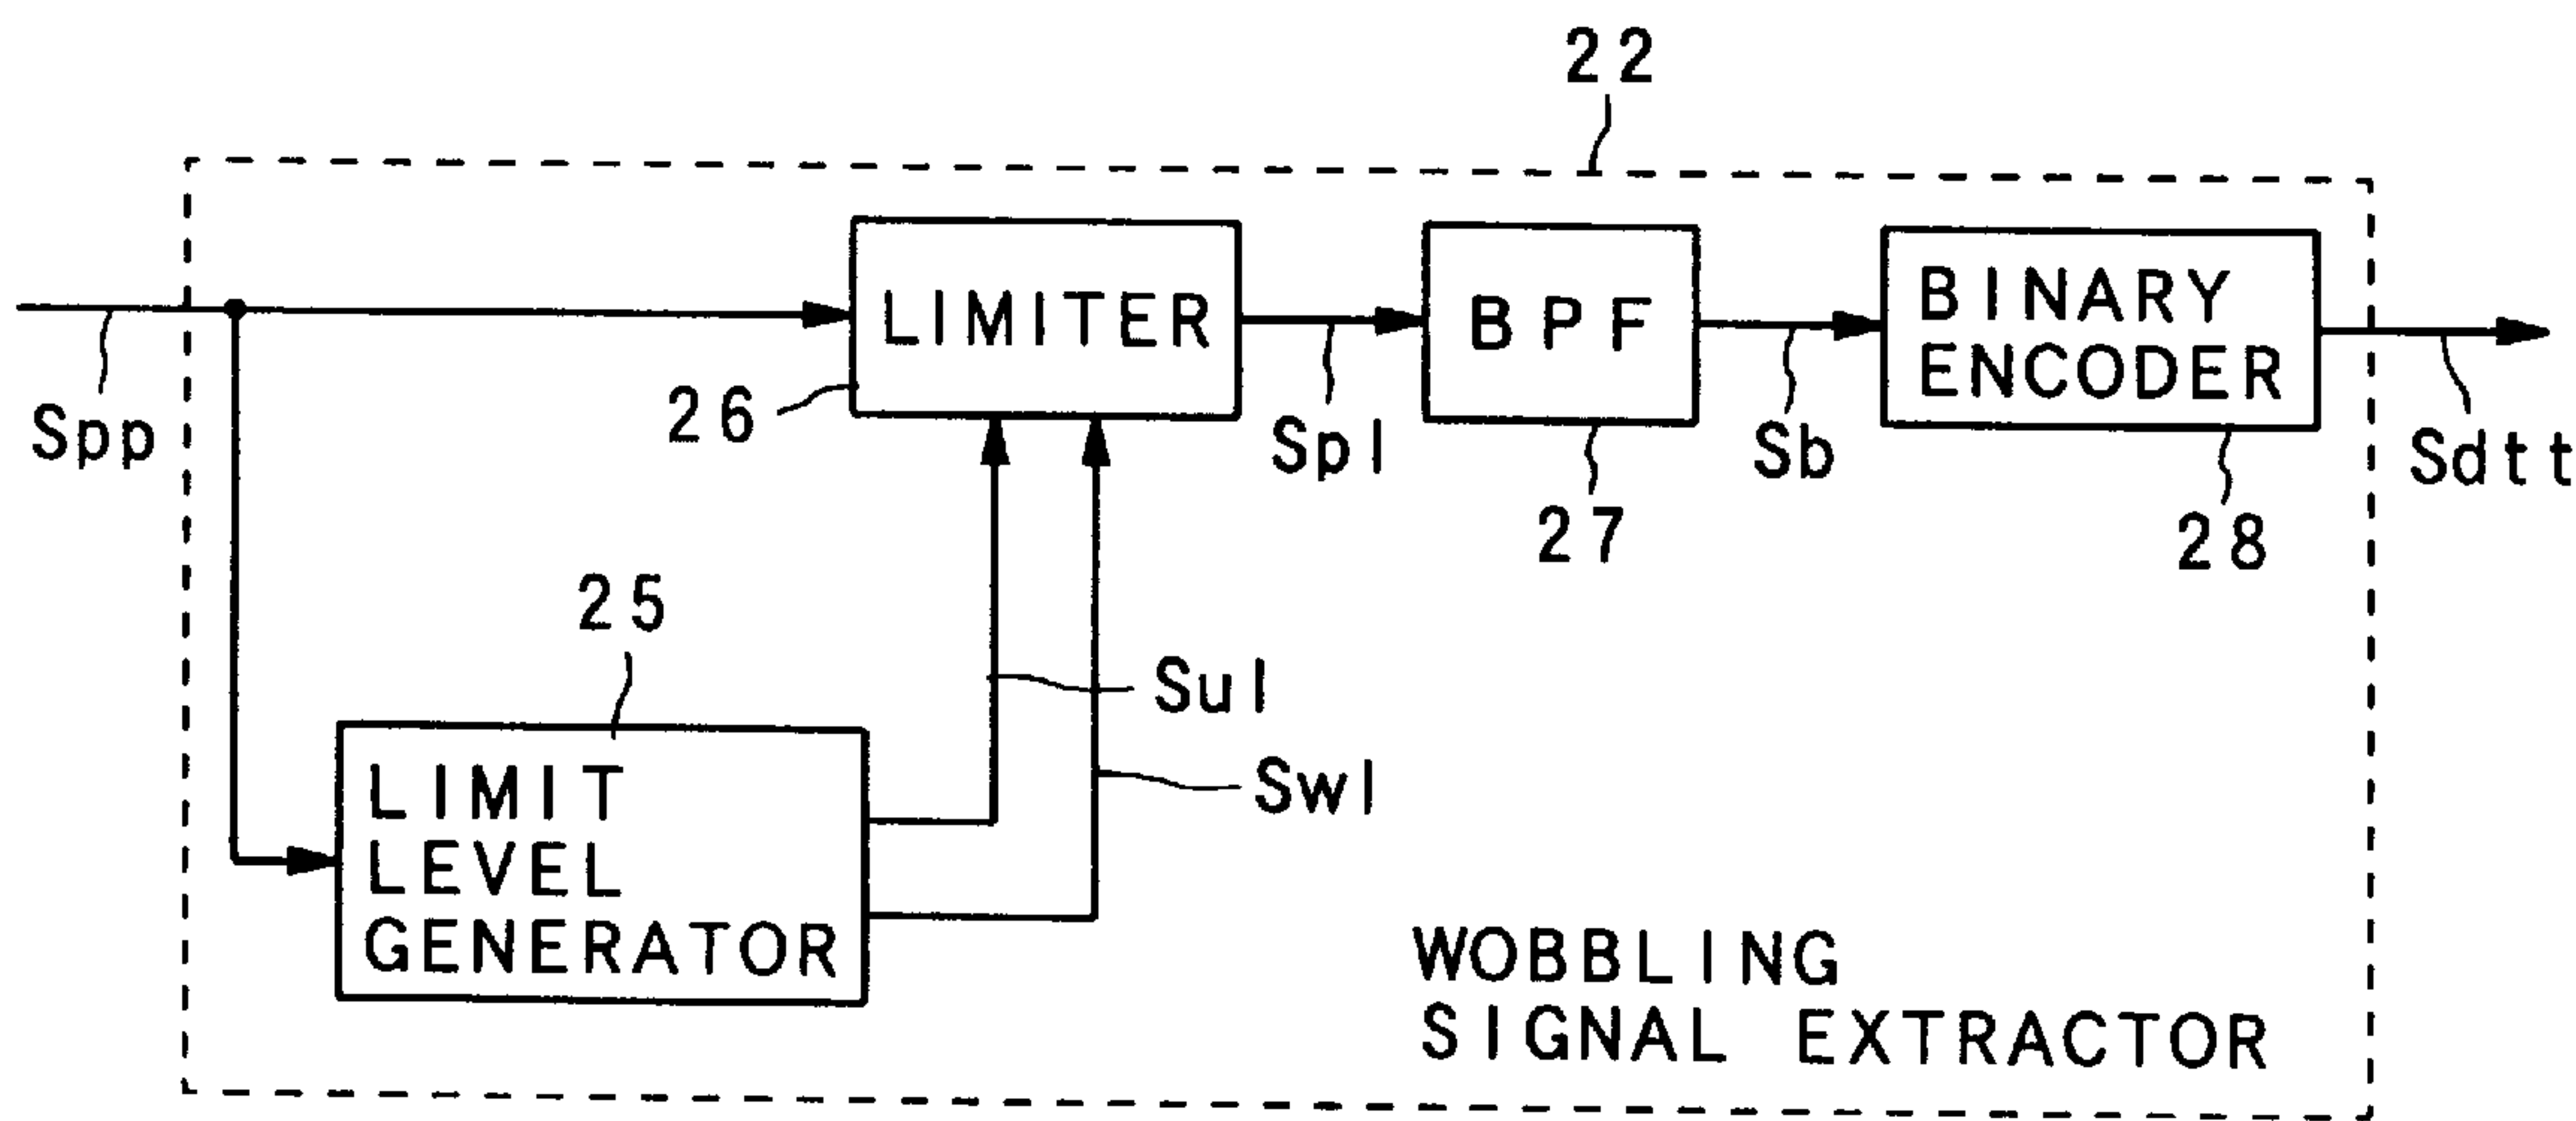 22
LIMITER
BPF
BINARY
ENCODER
26
Spp
Spl
Sb
Sdtt
27
28
25
Sul
Swl
LIMIT
LEVEL
GENERATOR
WOBBLING
SIGNAL EXTRACTOR